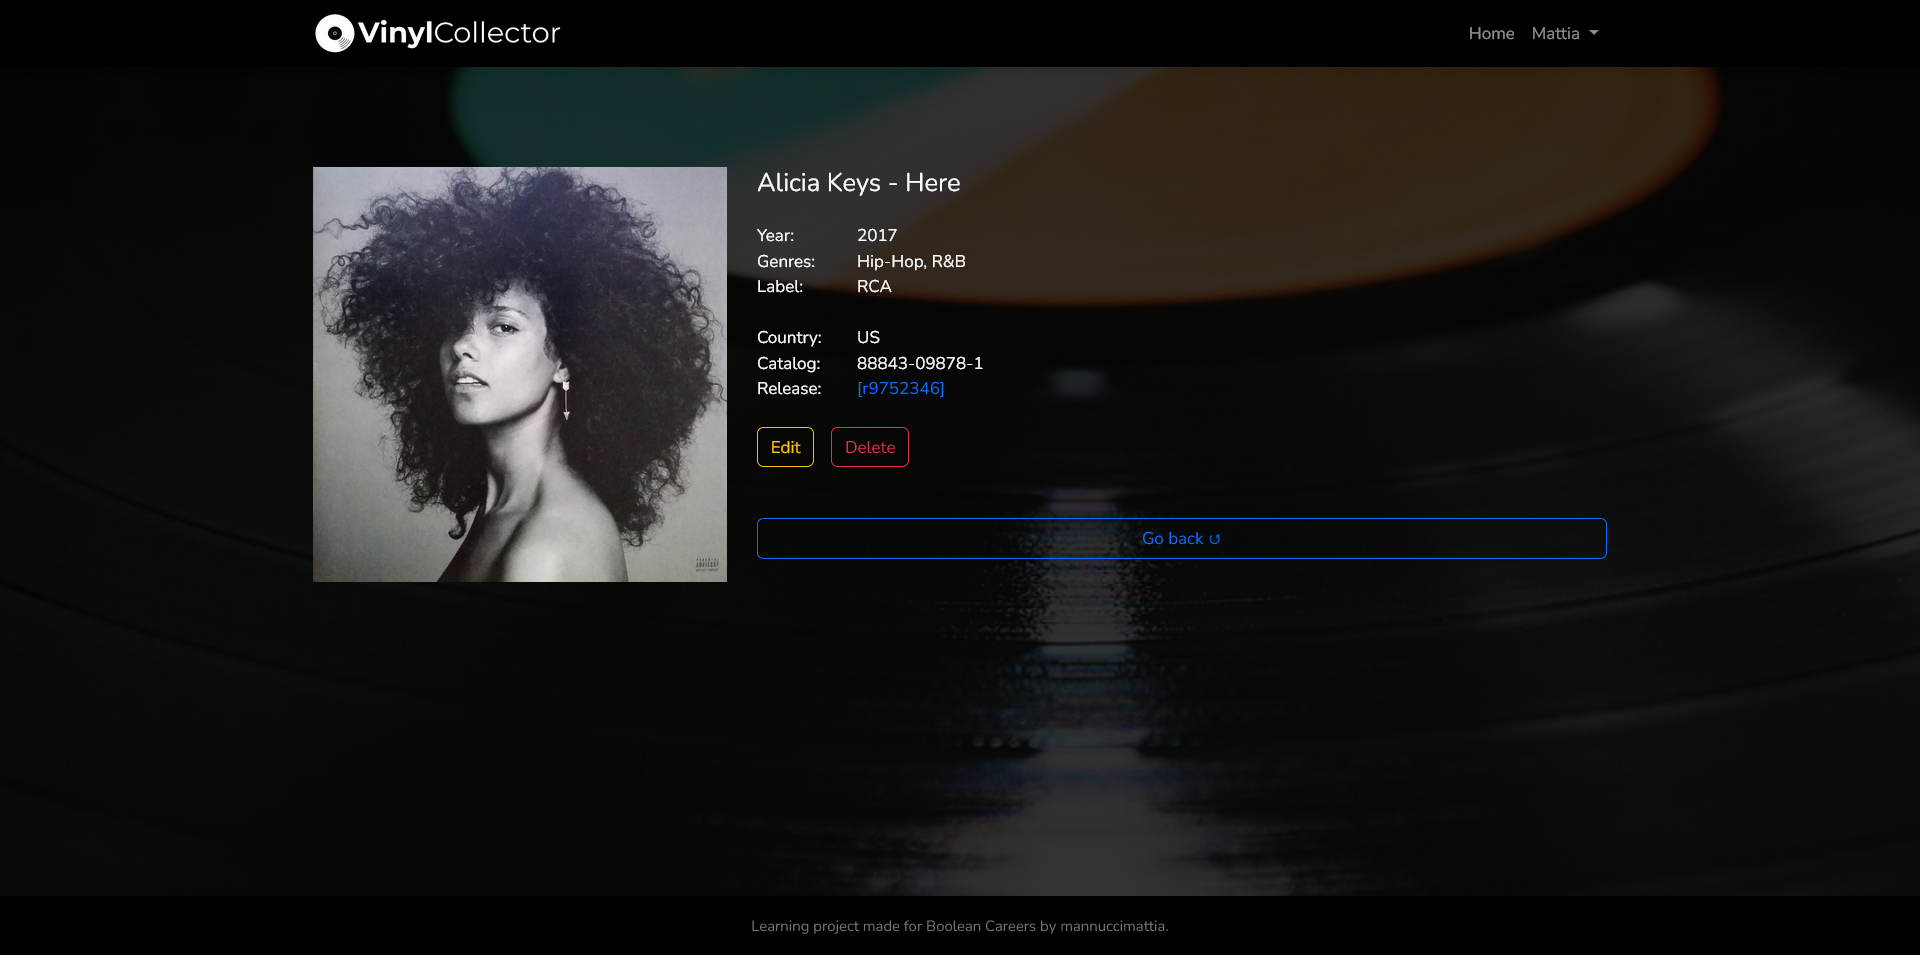 VinylCollector
Home Mattia
Alicia Keys - Here
Year: 2017
Genres: Hip-Hop, R&B
Label: RCA
Country: US
Catalog: 88843-09878-1
Release: [r9752346]
Edit Delete
Go back ↺
Learning project made for Boolean Careers by mannuccimattia.